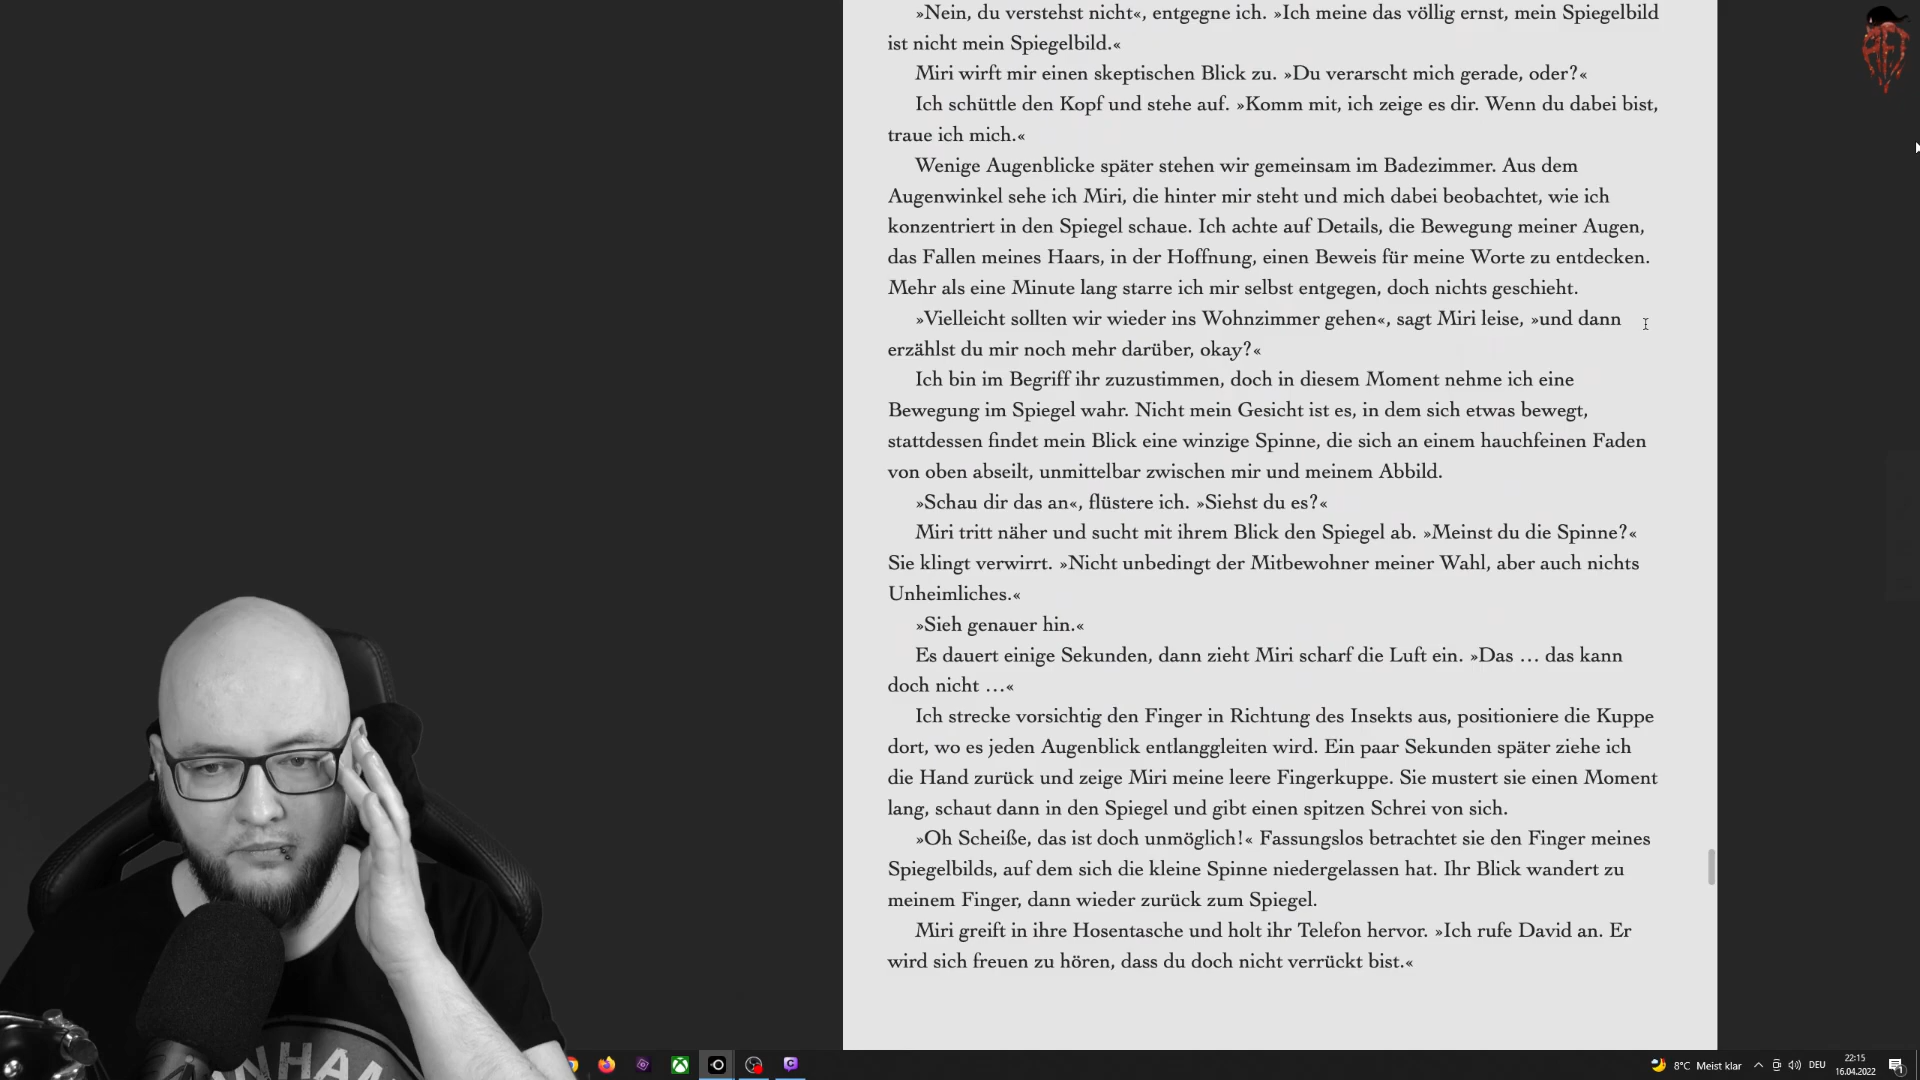 »Nein, du verstehst nicht«, entgegne ich. »Ich meine das völlig ernst, mein Spiegelbild
ist nicht mein Spiegelbild.«
Miri wirft mir einen skeptischen Blick zu. »Du verarscht mich gerade, oder?«
Ich schüttle den Kopf und stehe auf. »Komm mit, ich zeige es dir. Wenn du dabei bist,
traue ich mich.«
Wenige Augenblicke später stehen wir gemeinsam im Badezimmer. Aus dem
Augenwinkel sehe ich Miri, die hinter mir steht und mich dabei beobachtet, wie ich
konzentriert in den Spiegel schaue. Ich achte auf Details, die Bewegung meiner Augen,
das Fallen meines Haars, in der Hoffnung, einen Beweis für meine Worte zu entdecken.
Mehr als eine Minute lang starre ich mir selbst entgegen, doch nichts geschieht.
»Vielleicht sollten wir wieder ins Wohnzimmer gehen«, sagt Miri leise, »und dann
erzählst du mir noch mehr darüber, okay?«
Ich bin im Begriff ihr zuzustimmen, doch in diesem Moment nehme ich eine
Bewegung im Spiegel wahr. Nicht mein Gesicht ist es, in dem sich etwas bewegt,
stattdessen findet mein Blick eine winzige Spinne, die sich an einem hauchfeinen Faden
von oben abseilt, unmittelbar zwischen mir und meinem Abbild.
»Schau dir das an«, flüstere ich. »Siehst du es?«
Miri tritt näher und sucht mit ihrem Blick den Spiegel ab. »Meinst du die Spinne?«
Sie klingt verwirrt. »Nicht unbedingt der Mitbewohner meiner Wahl, aber auch nichts
Unheimliches.«
»Sieh genauer hin.«
Es dauert einige Sekunden, dann zieht Miri scharf die Luft ein. »Das … das kann
doch nicht …«
Ich strecke vorsichtig den Finger in Richtung des Insekts aus, positioniere die Kuppe
dort, wo es jeden Augenblick entlanggleiten wird. Ein paar Sekunden später ziehe ich
die Hand zurück und zeige Miri meine leere Fingerkuppe. Sie mustert sie einen Moment
lang, schaut dann in den Spiegel und gibt einen spitzen Schrei von sich.
»Oh Scheiße, das ist doch unmöglich!« Fassungslos betrachtet sie den Finger meines
Spiegelbilds, auf dem sich die kleine Spinne niedergelassen hat. Ihr Blick wandert zu
meinem Finger, dann wieder zurück zum Spiegel.
Miri greift in ihre Hosentasche und holt ihr Telefon hervor. »Ich rufe David an. Er
wird sich freuen zu hören, dass du doch nicht verrückt bist.«
8°C Meist klar
DEU
22:15
16.04.2022